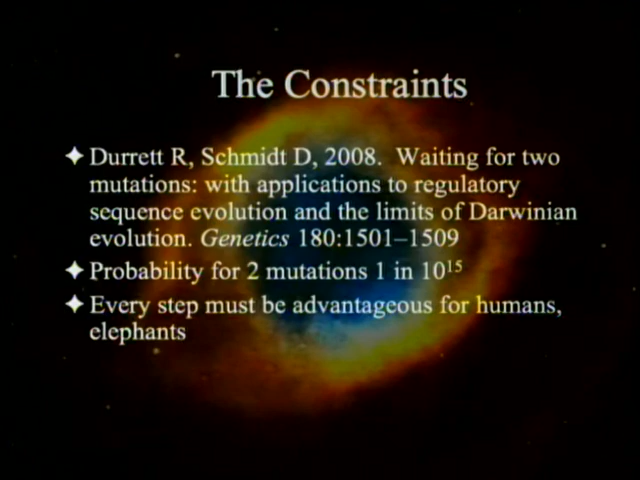 The Constraints
✦ Durrett R, Schmidt D, 2008. Waiting for two
mutations: with applications to regulatory
sequence evolution and the limits of Darwinian
evolution. Genetics 180:1501–1509
✦ Probability for 2 mutations 1 in 10¹⁵
✦ Every step must be advantageous for humans,
elephants